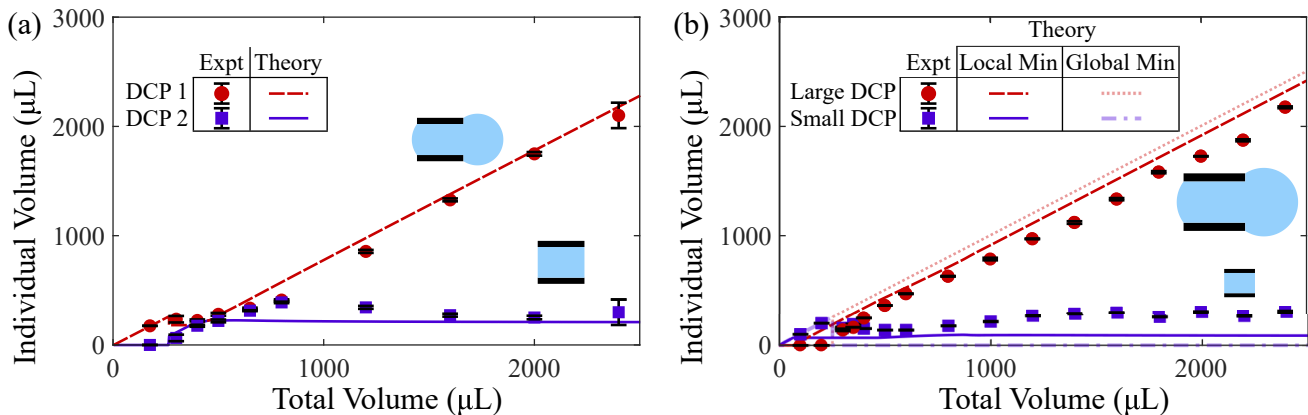 (a)
3000
2000
1000
0
Individual Volume (μL)
Expt Theory
DCP 1
DCP 2
0 1000 2000
Total Volume (μL)
(b)
3000
2000
1000
0
Individual Volume (μL)
Theory
Expt Local Min Global Min
Large DCP
Small DCP
0 1000 2000
Total Volume (μL)